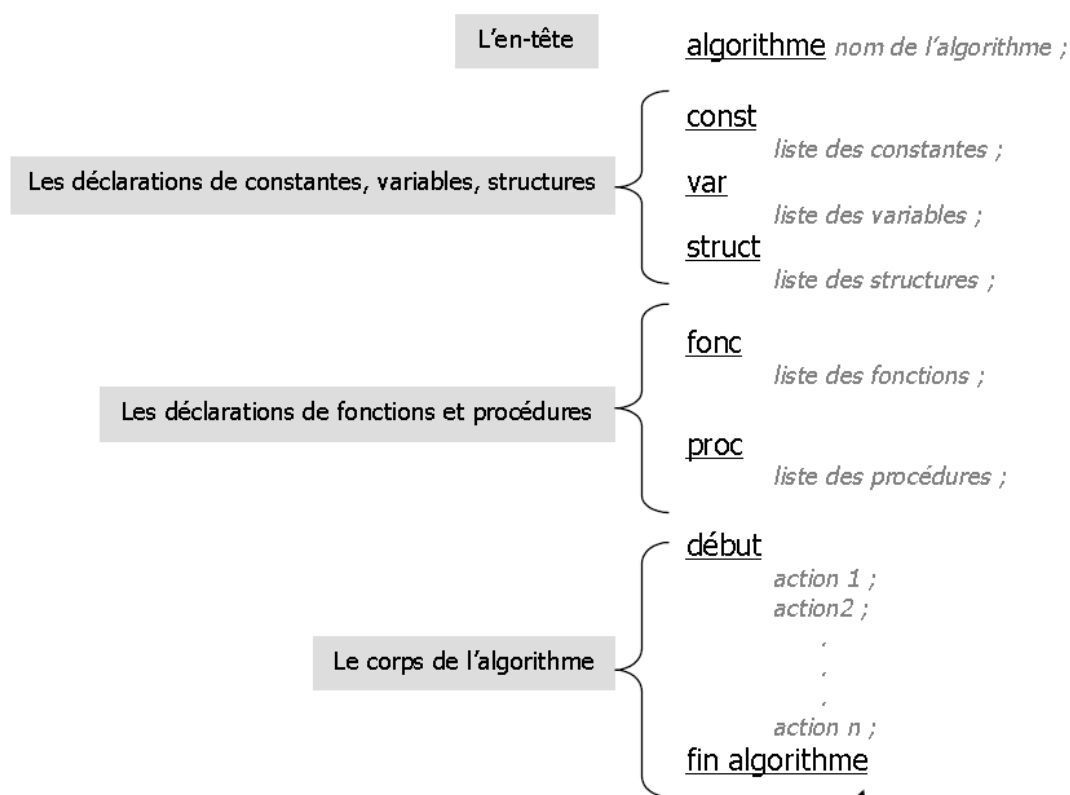 L'en-tête
algorithme nom de l'algorithme ;
const
liste des constantes ;
Les déclarations de constantes, variables, structures
var
liste des variables ;
struct
liste des structures ;
fonc
liste des fonctions ;
Les déclarations de fonctions et procédures
proc
liste des procédures ;
début
action 1 ;
action2 ;
.
.
.
Le corps de l'algorithme
action n ;
fin algorithme